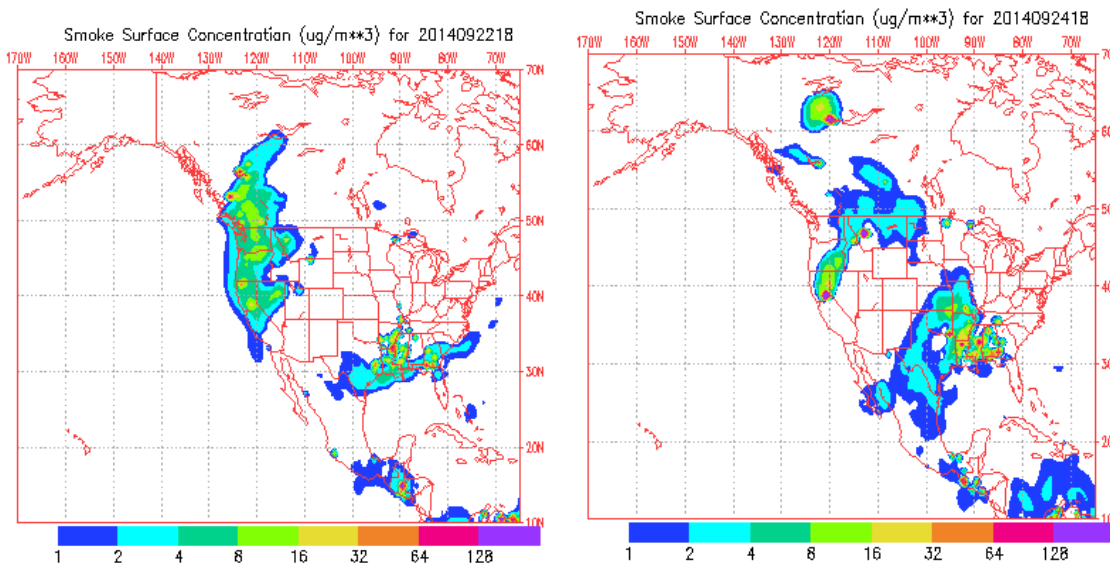 Smoke Surface Concentration (ug/m**3) for 2014092218
170W 160W 150W 140W 130W 120W 110W 100W 90W 80W 70W
70N
60N
50N
40N
30N
20N
10N
1 2 4 8 16 32 64 128
Smoke Surface Concentration (ug/m**3) for 2014092418
170W 160W 150W 140W 130W 120W 110W 100W 90W 80W 70W
1 2 4 8 16 32 64 128